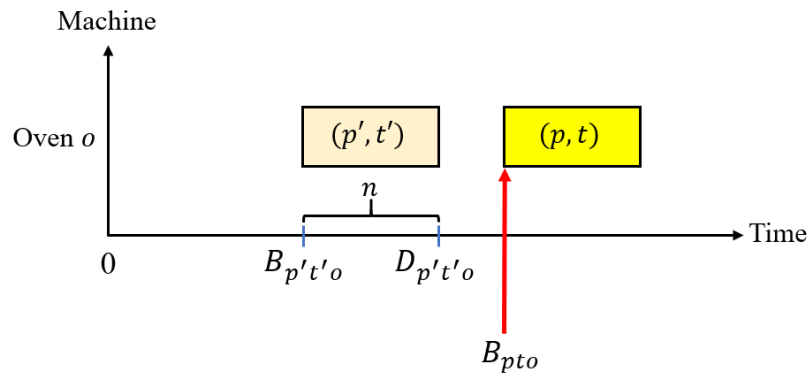 Machine
Oven o
(p′, t′)
(p, t)
n
Time
0
B_{p′t′o}
D_{p′t′o}
B_{pto}